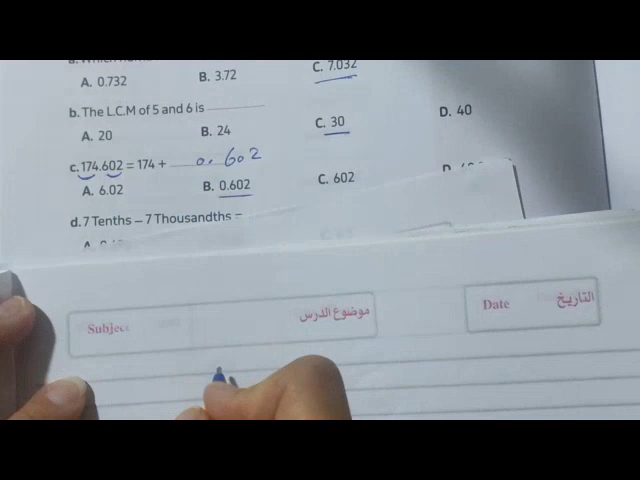 C. 7.032
A. 0.732
B. 3.72
b. The L.C.M of 5 and 6 is
A. 20
B. 24
C. 30
D. 40
c. 174.602 = 174 + 0.602
A. 6.02
B. 0.602
C. 602
d. 7 Tenths – 7 Thousandths =
Subject
موضوع الدرس
Date
التاريخ